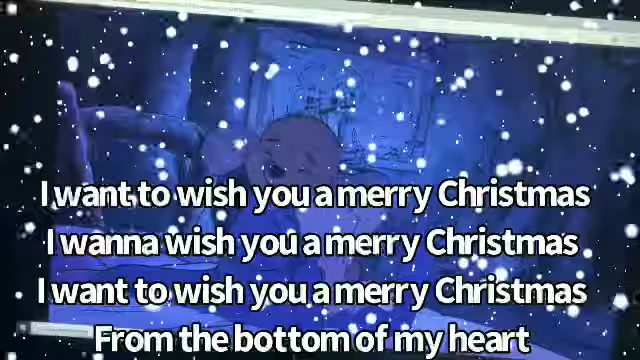 I want to wish you a merry Christmas
I wanna wish you a merry Christmas
I want to wish you a merry Christmas
From the bottom of my heart